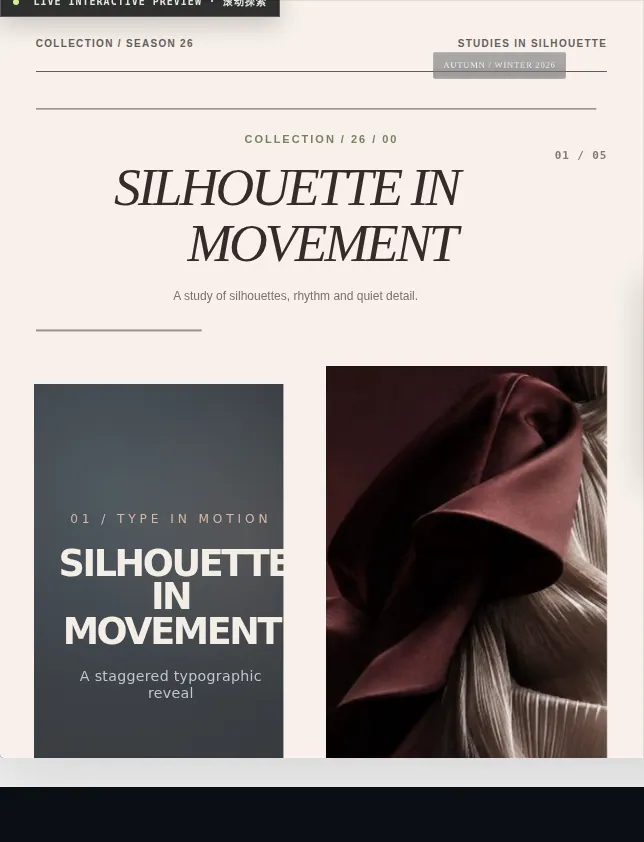 LIVE INTERACTIVE PREVIEW · 滚动探索
COLLECTION / SEASON 26
STUDIES IN SILHOUETTE
AUTUMN / WINTER 2026
COLLECTION / 26 / 00
01 / 05
SILHOUETTE IN
MOVEMENT
A study of silhouettes, rhythm and quiet detail.
01 / TYPE IN MOTION
SILHOUETTE
IN
MOVEMENT
A staggered typographic
reveal